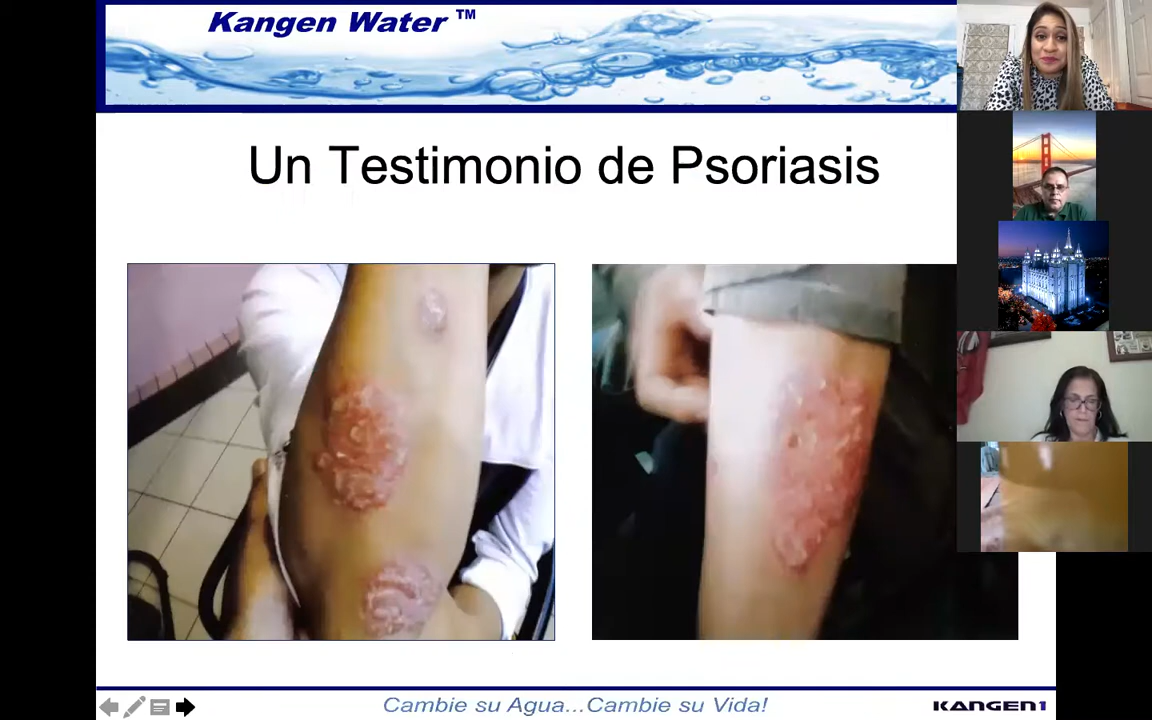 Kangen Water ™
Un Testimonio de Psoriasis
Cambie su Agua...Cambie su Vida!
KANGEN1